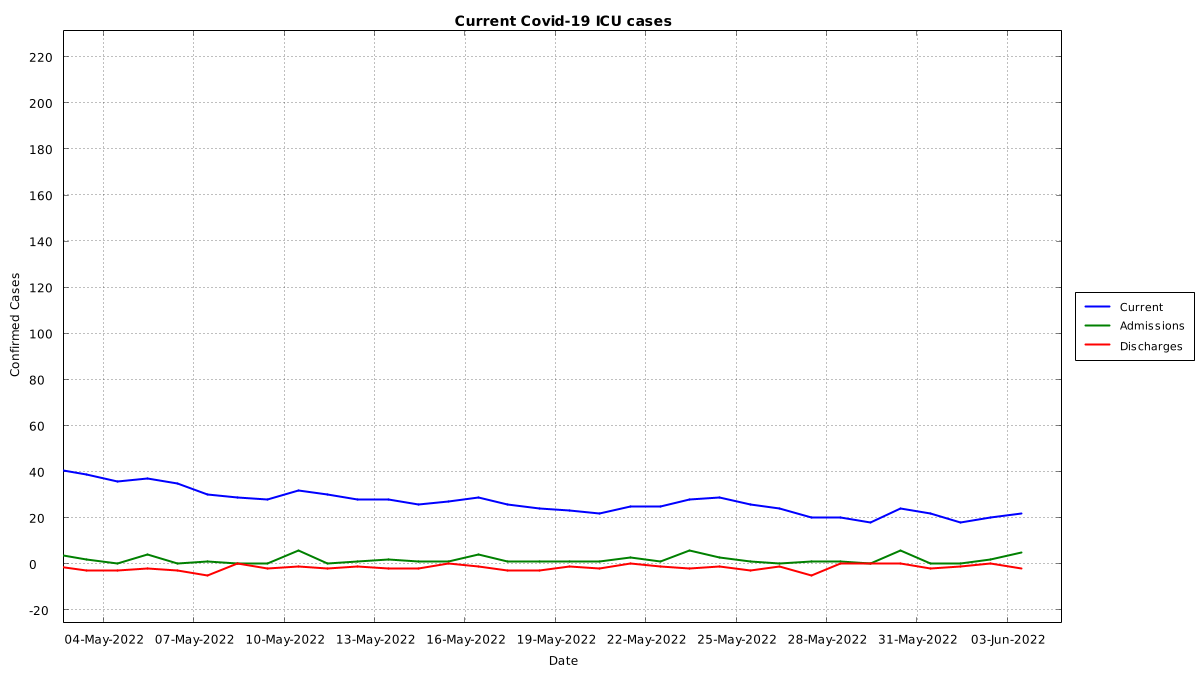 Current Covid-19 ICU cases
220
200
180
160
140
120
100
80
60
40
20
0
-20
Confirmed Cases
04-May-2022 07-May-2022 10-May-2022 13-May-2022 16-May-2022 19-May-2022 22-May-2022 25-May-2022 28-May-2022 31-May-2022 03-Jun-2022
Date
Current
Admissions
Discharges